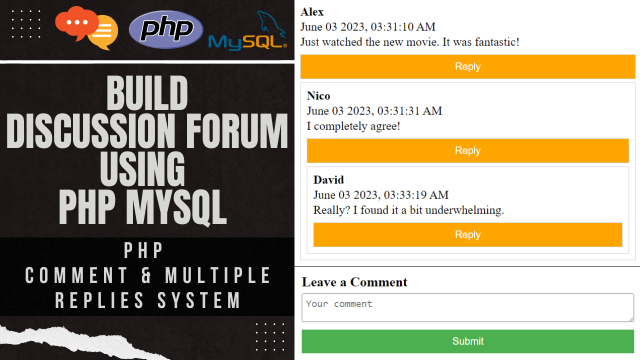 php
MySQL
BUILD
DISCUSSION FORUM
USING
PHP MYSQL
PHP
COMMENT & MULTIPLE
REPLIES SYSTEM
Alex
June 03 2023, 03:31:10 AM
Just watched the new movie. It was fantastic!
Reply
Nico
June 03 2023, 03:31:31 AM
I completely agree!
Reply
David
June 03 2023, 03:33:19 AM
Really? I found it a bit underwhelming.
Reply
Leave a Comment
Your comment
Submit